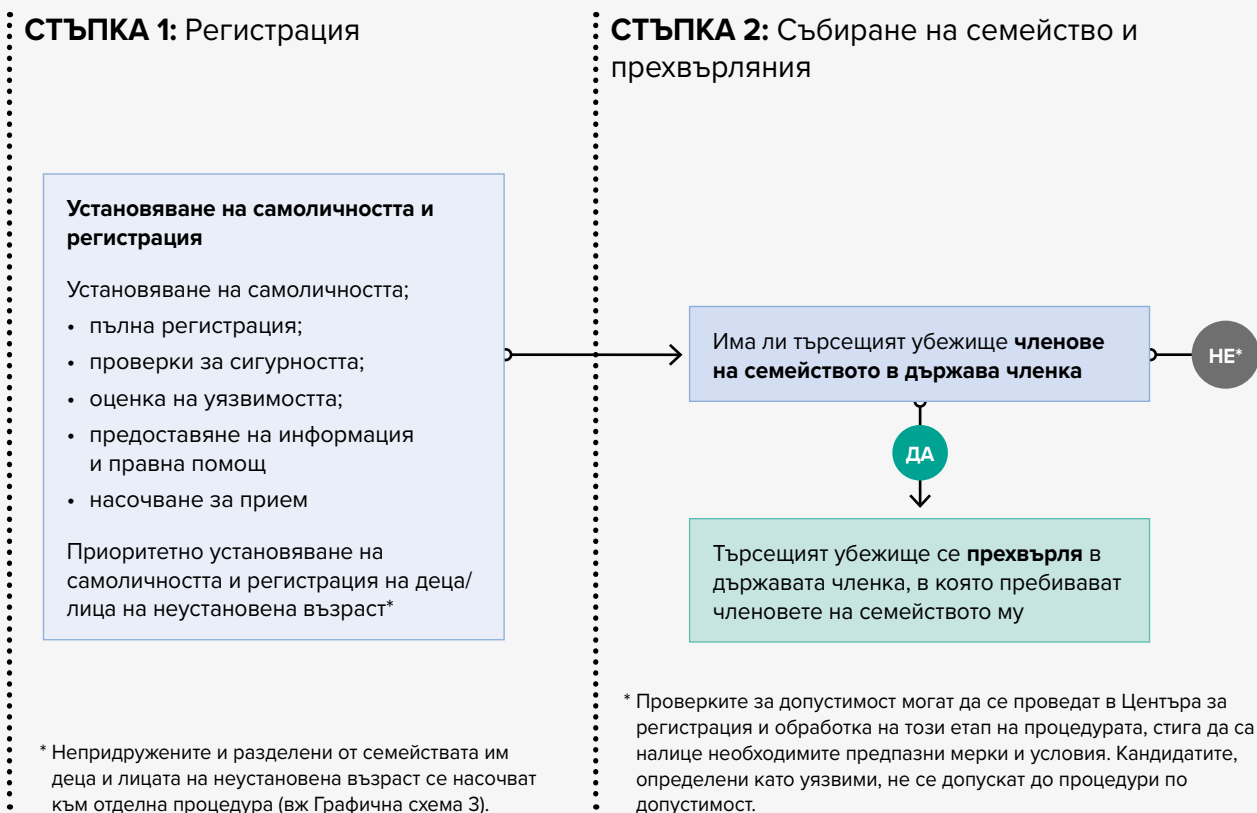 СТЪПКА 1: Регистрация
Установяване на самоличността и
регистрация
Установяване на самоличността;
• пълна регистрация;
• проверки за сигурността;
• оценка на уязвимостта;
• предоставяне на информация
и правна помощ
• насочване за прием
Приоритетно установяване на
самоличността и регистрация на деца/
лица на неустановена възраст*
* Непридружените и разделени от семействата им
деца и лицата на неустановена възраст се насочват
към отделна процедура (вж Графична схема 3).
СТЪПКА 2: Събиране на семейство и
прехвърляния
Има ли търсещият убежище членове
на семейството в държава членка
НЕ*
ДА
Търсещият убежище се прехвърля в
държавата членка, в която пребивават
членовете на семейството му
* Проверките за допустимост могат да се проведат в Центъра за
регистрация и обработка на този етап на процедурата, стига да са
налице необходимите предпазни мерки и условия. Кандидатите,
определени като уязвими, не се допускат до процедури по
допустимост.